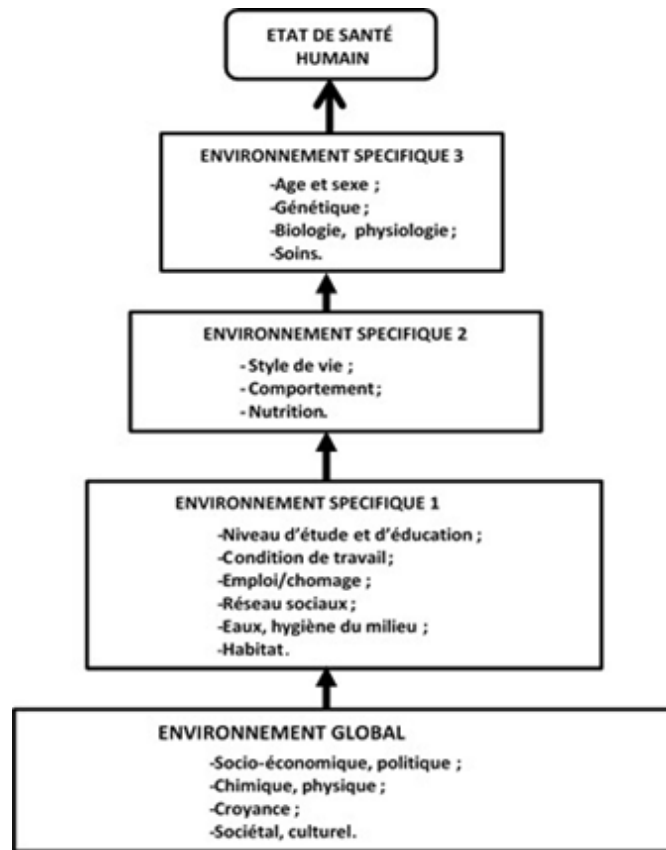 ETAT DE SANTÉ
HUMAIN
ENVIRONNEMENT SPECIFIQUE 3
-Age et sexe ;
-Génétique;
-Biologie, physiologie;
-Soins.
ENVIRONNEMENT SPECIFIQUE 2
- Style de vie ;
- Comportement;
- Nutrition.
ENVIRONNEMENT SPECIFIQUE 1
-Niveau d'étude et d'éducation ;
-Condition de travail;
-Emploi/chomage ;
-Réseau sociaux ;
-Eaux, hygiène du milieu ;
-Habitat.
ENVIRONNEMENT GLOBAL
-Socio-économique, politique ;
-Chimique, physique ;
-Croyance ;
-Sociétal, culturel.